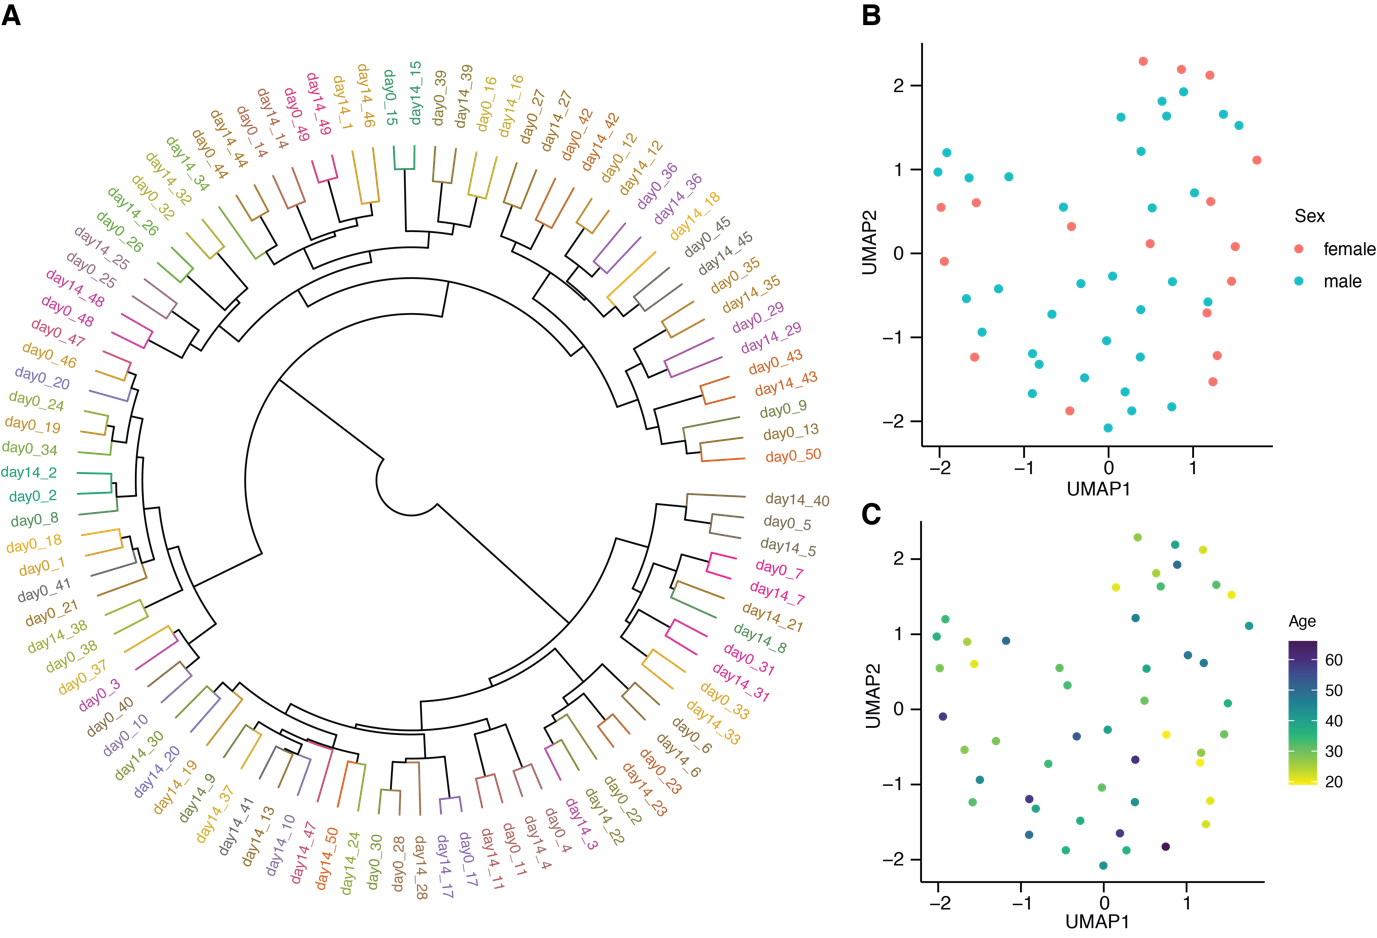 A
day0_15
day14_15
day0_39
day14_39
day0_16
day14_16
day0_27
day14_27
day0_42
day14_42
day0_12
day14_12
day0_36
day14_36
day14_18
day0_45
day14_45
day0_35
day14_35
day0_29
day14_29
day0_43
day14_43
day0_9
day0_13
day0_50
day14_40
day0_5
day14_5
day0_7
day14_7
day14_21
day14_8
day0_31
day14_31
day0_33
day14_33
day0_6
day14_6
day0_23
day14_23
day0_22
day14_22
day14_3
day0_4
day14_4
day0_11
day14_11
day0_17
day14_17
day14_28
day0_28
day0_30
day14_24
day14_50
day14_47
day14_10
day14_13
day14_41
day14_37
day14_9
day14_19
day14_20
day14_30
day0_10
day0_40
day0_3
day0_37
day0_38
day14_38
day0_21
day0_41
day0_1
day0_18
day0_8
day0_2
day14_2
day0_34
day0_19
day0_24
day0_20
day0_46
day0_47
day0_48
day14_48
day0_25
day14_25
day0_26
day14_26
day0_32
day14_32
day14_34
day0_44
day14_44
day0_14
day14_14
day0_49
day14_49
day14_1
day14_46
B
2
1
0
−1
−2
UMAP2
−2
−1
0
1
UMAP1
Sex
female
male
C
2
1
0
−1
−2
UMAP2
−2
−1
0
1
UMAP1
Age
60
50
40
30
20